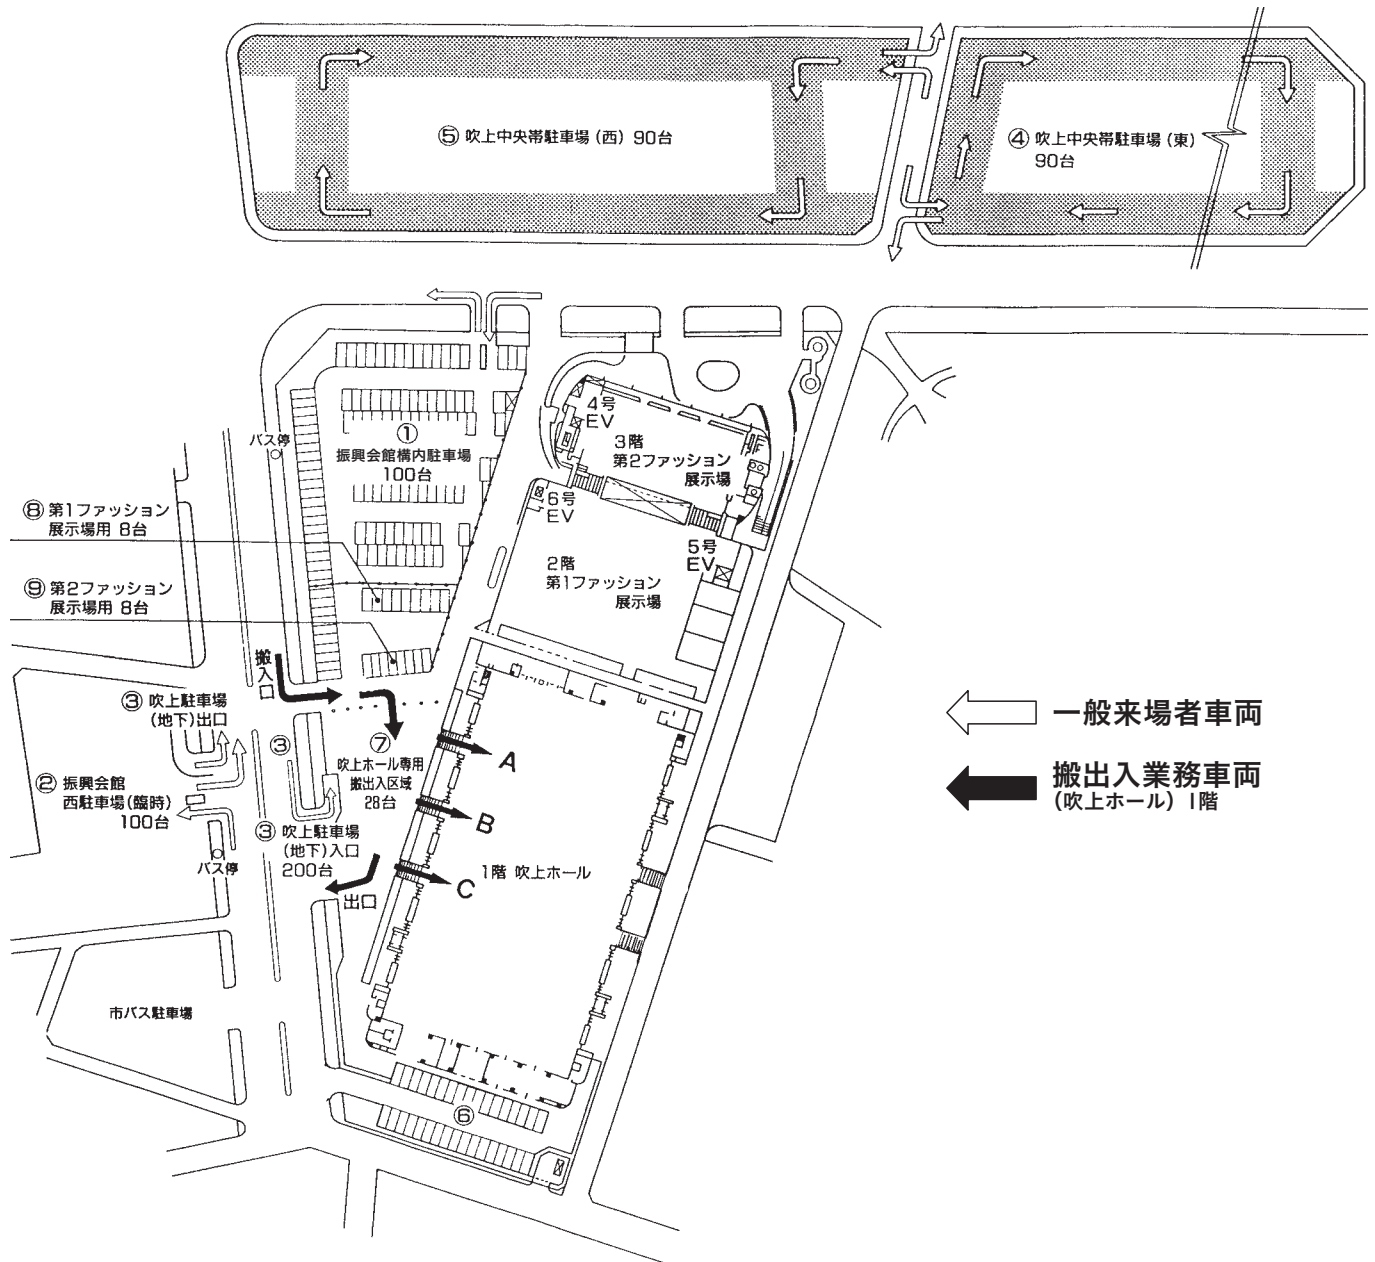 ⑤ 吹上中央帯駐車場(西) 90台
④ 吹上中央帯駐車場(東)
90台
バス停
①
振興会館構内駐車場
100台
4号
EV
3階
第2ファッション
展示場
6号
EV
5号
EV
2階
第1ファッション
展示場
⑧ 第1ファッション
展示場用 8台
⑨ 第2ファッション
展示場用 8台
搬入口
③ 吹上駐車場
(地下)出口
③
⑦
吹上ホール専用
搬出入区域
28台
② 振興会館
西駐車場(臨時)
100台
③ 吹上駐車場
(地下)入口
200台
バス停
出口
A
B
C
1階 吹上ホール
市バス駐車場
⑥
一般来場者車両
搬出入業務車両
(吹上ホール) 1階